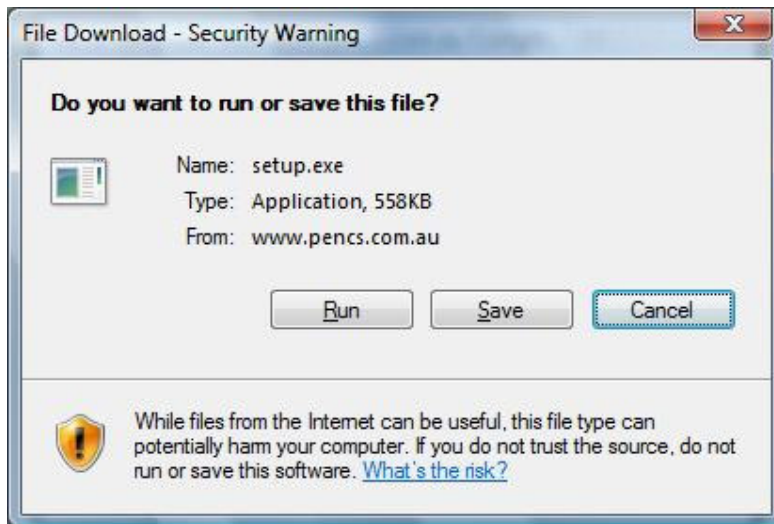 File Download - Security Warning
Do you want to run or save this file?
Name: setup.exe
Type: Application, 558KB
From: www.pencs.com.au
Run Save Cancel
While files from the Internet can be useful, this file type can
potentially harm your computer. If you do not trust the source, do not
run or save this software. What's the risk?